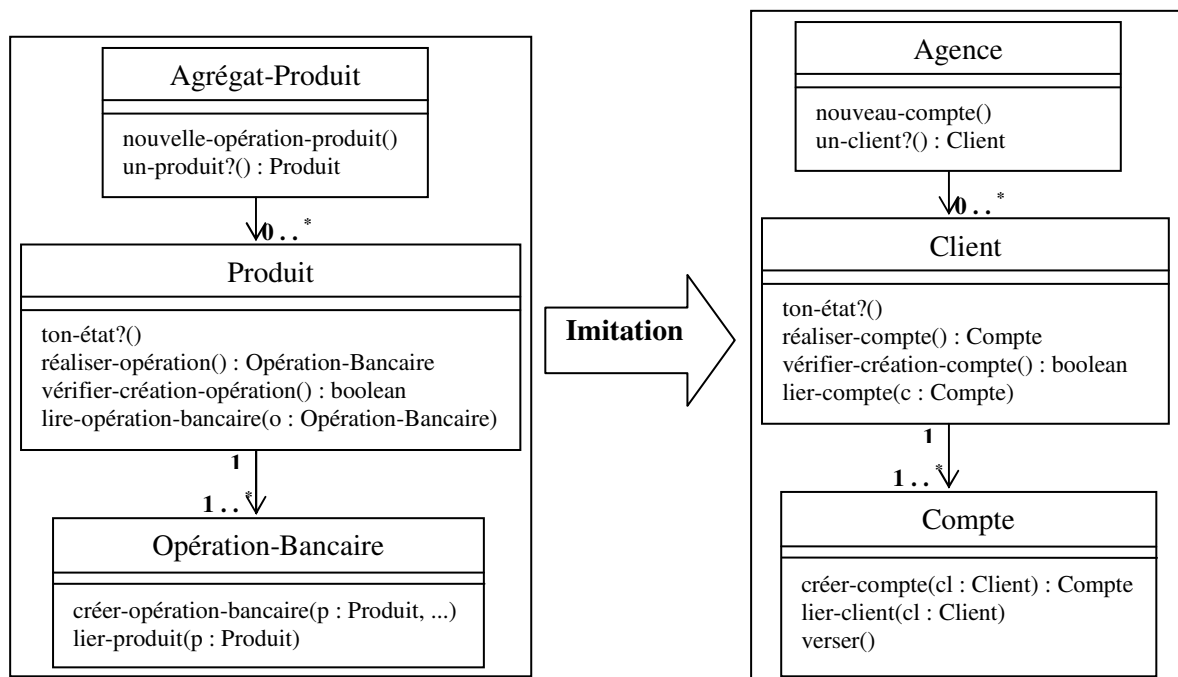 Agrégat-Produit
nouvelle-opération-produit()
un-produit?() : Produit
0 . . *
Produit
ton-état?()
réaliser-opération() : Opération-Bancaire
vérifier-création-opération() : boolean
lire-opération-bancaire(o : Opération-Bancaire)
1
1 . . *
Opération-Bancaire
créer-opération-bancaire(p : Produit, ...)
lier-produit(p : Produit)
Imitation
Agence
nouveau-compte()
un-client?() : Client
0 . . *
Client
ton-état?()
réaliser-compte() : Compte
vérifier-création-compte() : boolean
lier-compte(c : Compte)
1
1 . . *
Compte
créer-compte(cl : Client) : Compte
lier-client(cl : Client)
verser()